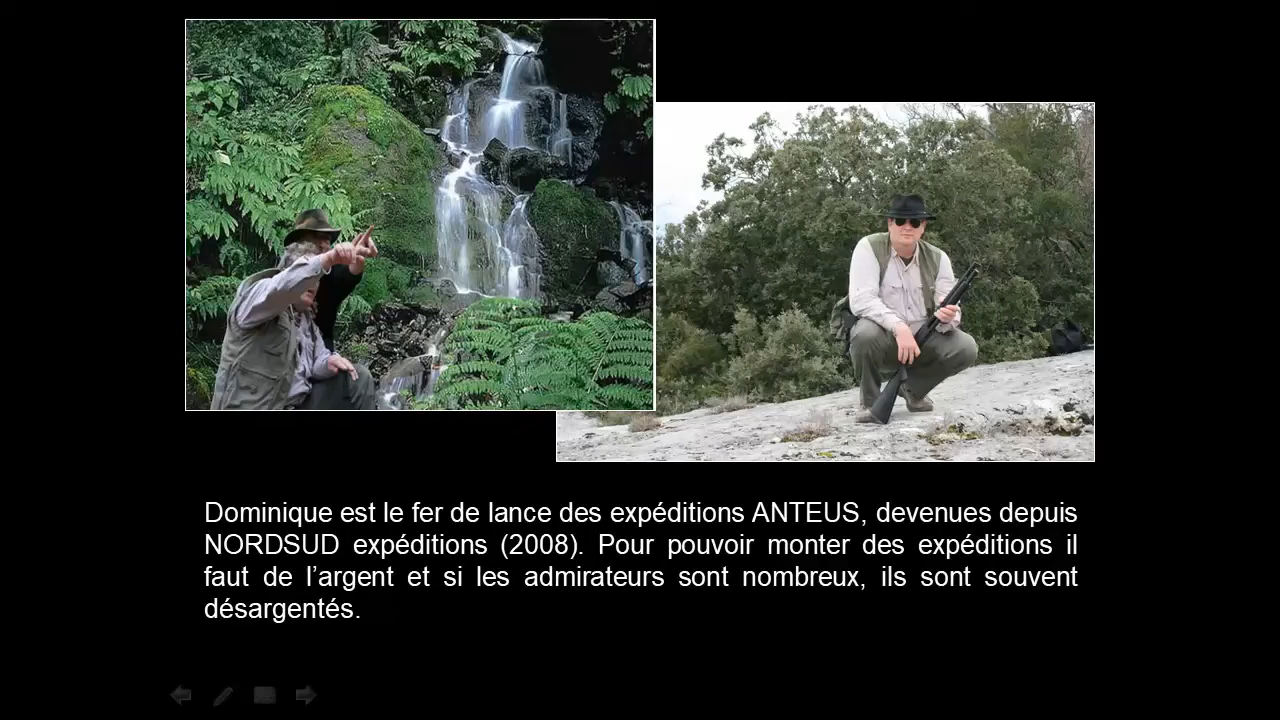 Dominique est le fer de lance des expéditions ANTEUS, devenues depuis
NORDSUD expéditions (2008). Pour pouvoir monter des expéditions il
faut de l’argent et si les admirateurs sont nombreux, ils sont souvent
désargentés.